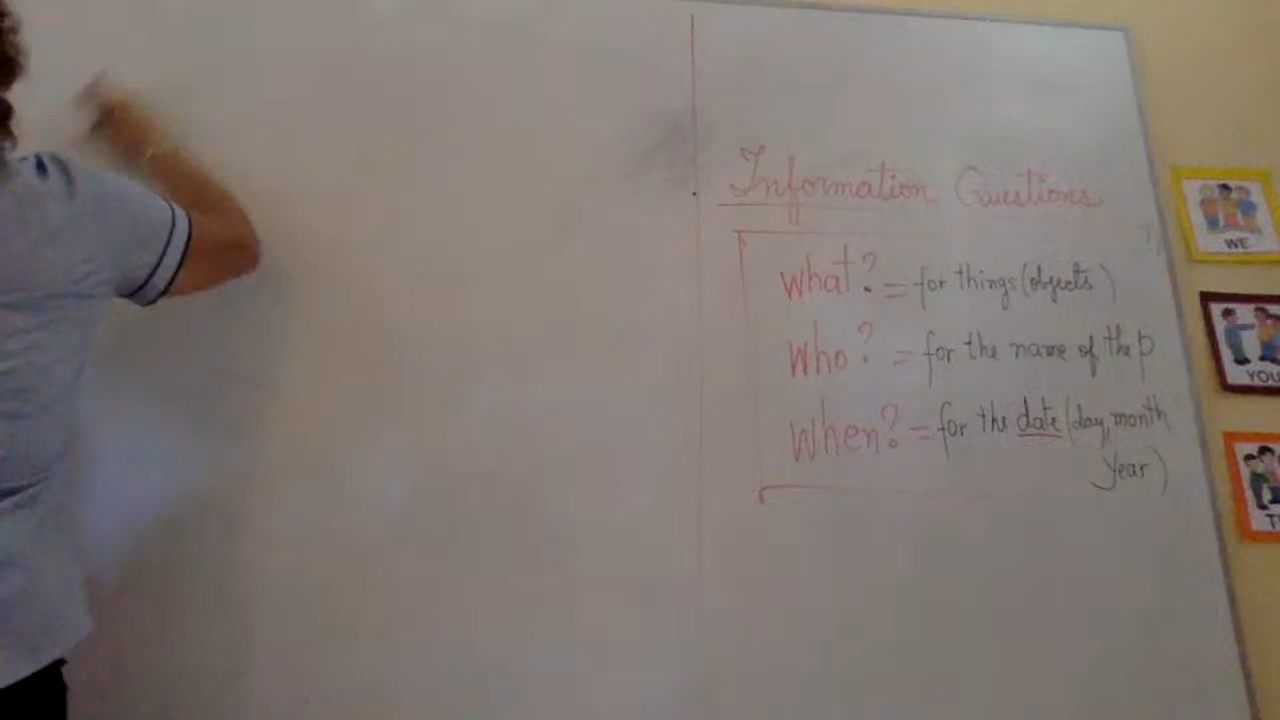 Information Questions
what? = for things (objects)
who? = for the name of the p
when? = for the date (day, month
year)
WE
YOU
T